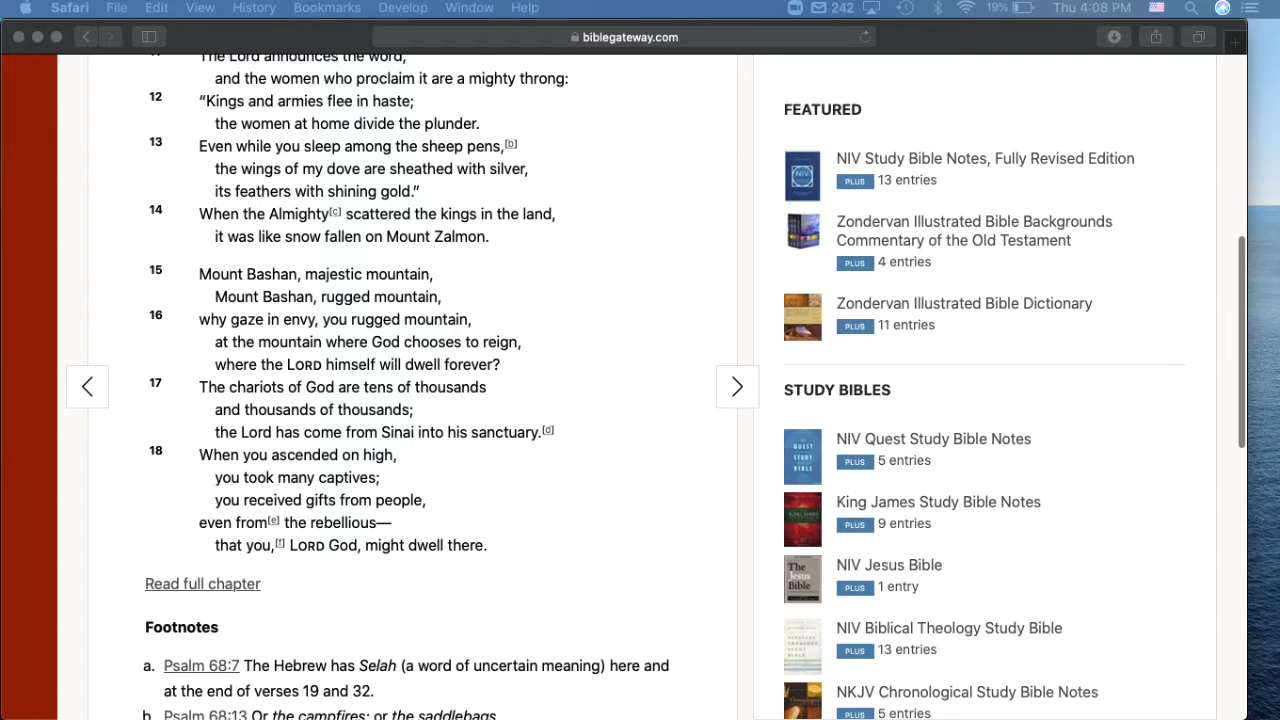 Safari File Edit View History Bookmarks Develop Window Help 242 19% Thu 4:08 PM
biblegateway.com
The Lord announces the word,
and the women who proclaim it are a mighty throng:
12 “Kings and armies flee in haste;
the women at home divide the plunder.
13 Even while you sleep among the sheep pens,[b]
the wings of my dove are sheathed with silver,
its feathers with shining gold.”
14 When the Almighty[c] scattered the kings in the land,
it was like snow fallen on Mount Zalmon.
15 Mount Bashan, majestic mountain,
Mount Bashan, rugged mountain,
16 why gaze in envy, you rugged mountain,
at the mountain where God chooses to reign,
where the LORD himself will dwell forever?
17 The chariots of God are tens of thousands
and thousands of thousands;
the Lord has come from Sinai into his sanctuary.[d]
18 When you ascended on high,
you took many captives;
you received gifts from people,
even from[e] the rebellious—
that you,[f] LORD God, might dwell there.
Read full chapter
Footnotes
a. Psalm 68:7 The Hebrew has Selah (a word of uncertain meaning) here and
at the end of verses 19 and 32.
b. Psalm 68:13 Or the campfires; or the saddlebags
FEATURED
NIV Study Bible Notes, Fully Revised Edition
PLUS 13 entries
Zondervan Illustrated Bible Backgrounds
Commentary of the Old Testament
PLUS 4 entries
Zondervan Illustrated Bible Dictionary
PLUS 11 entries
STUDY BIBLES
NIV Quest Study Bible Notes
PLUS 5 entries
King James Study Bible Notes
PLUS 9 entries
The
Jesus
Bible
NIV Jesus Bible
PLUS 1 entry
NIV Biblical Theology Study Bible
PLUS 13 entries
NKJV Chronological Study Bible Notes
PLUS 5 entries